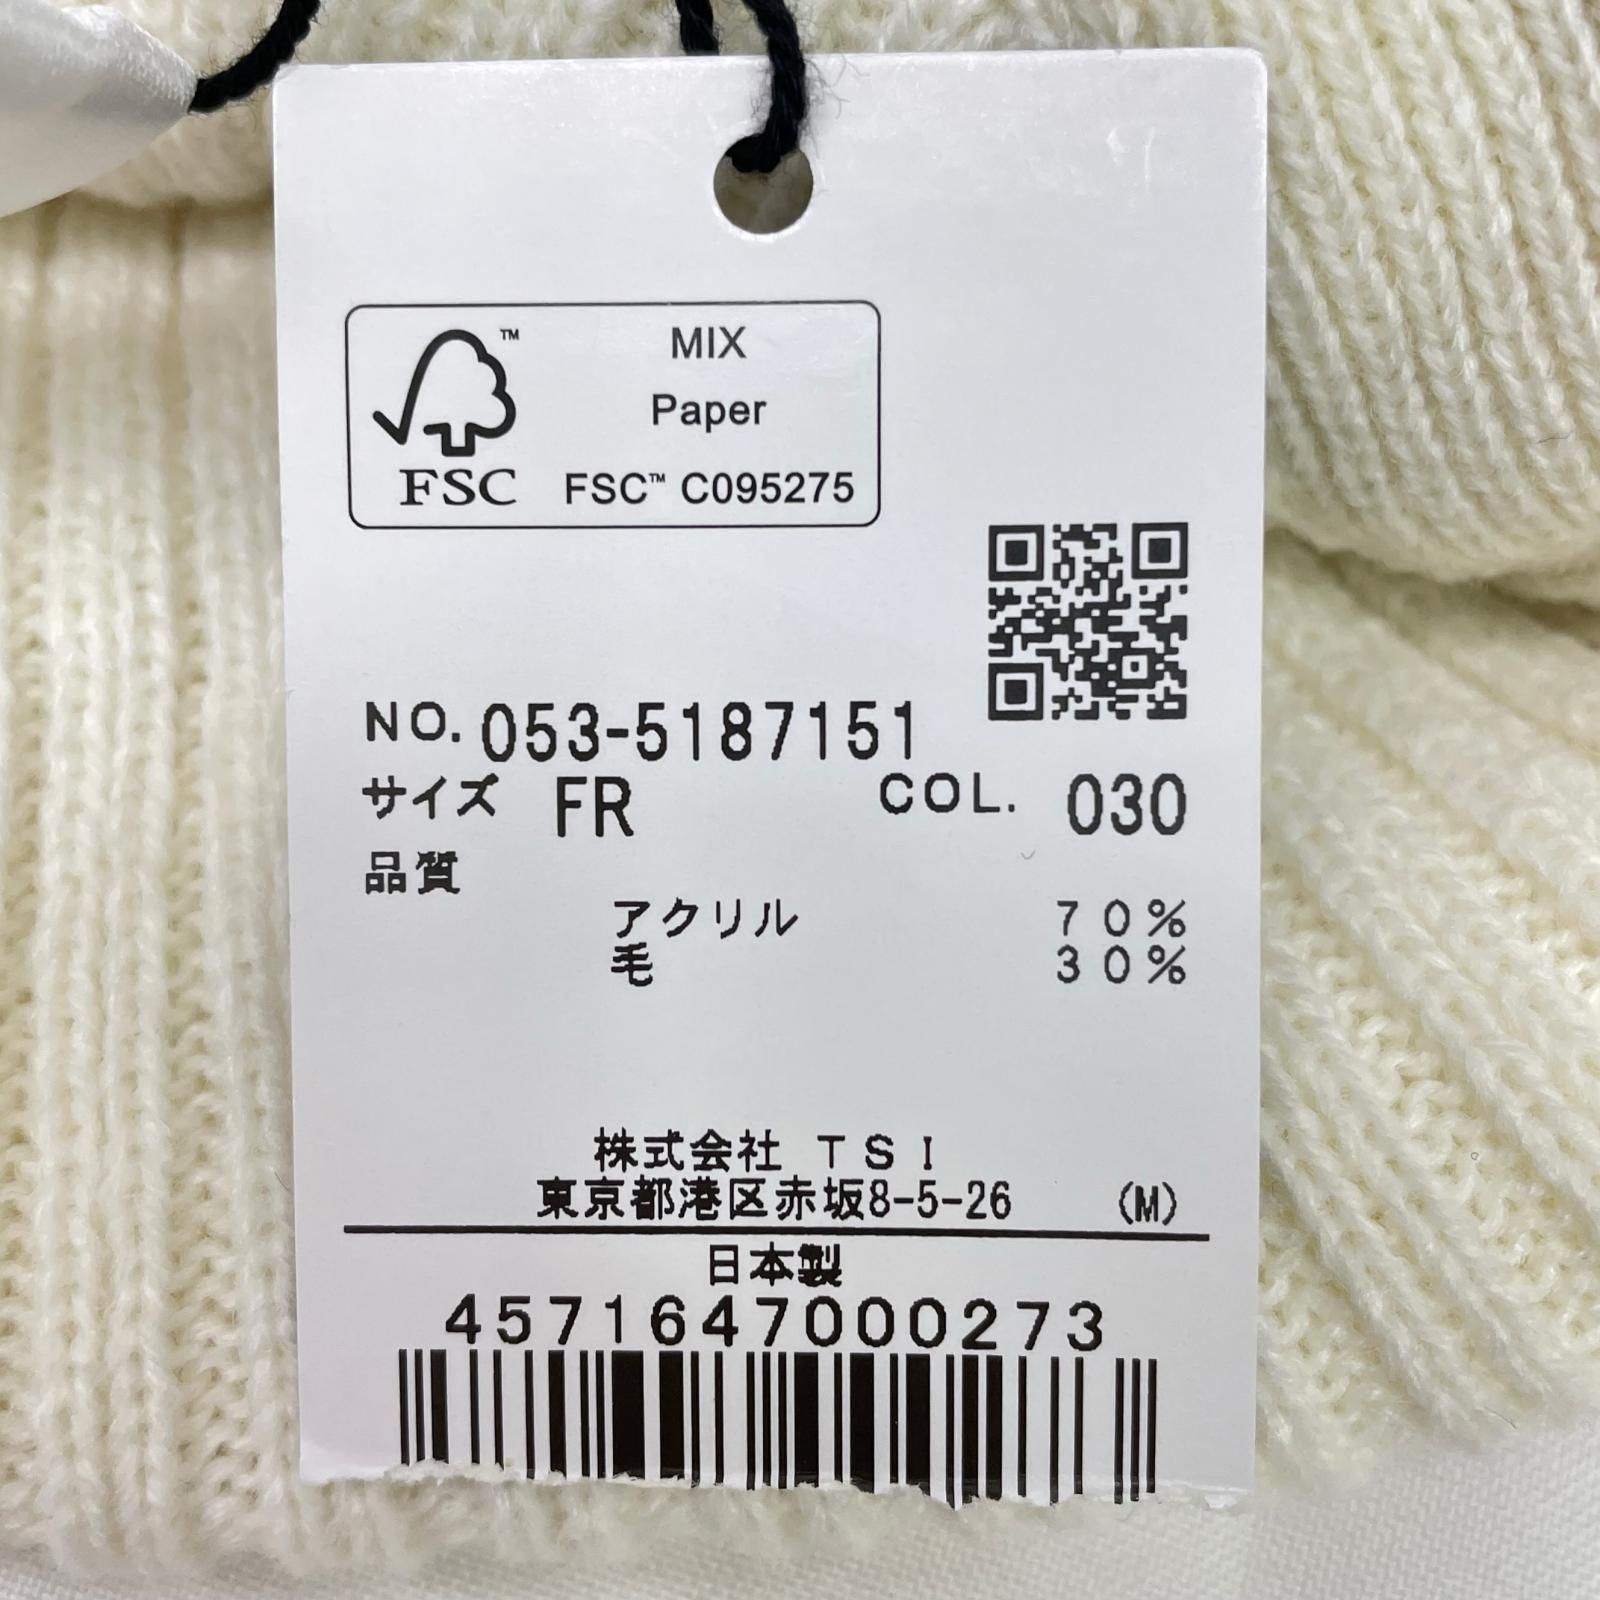 MIX
Paper
FSC™ C095275
™
FSC
NO. 053-5187151
サイズ FR COL. 030
品質
アクリル 70%
毛 30%
株式会社 TSI
東京都港区赤坂8-5-26 (M)
日本製
4571647000273